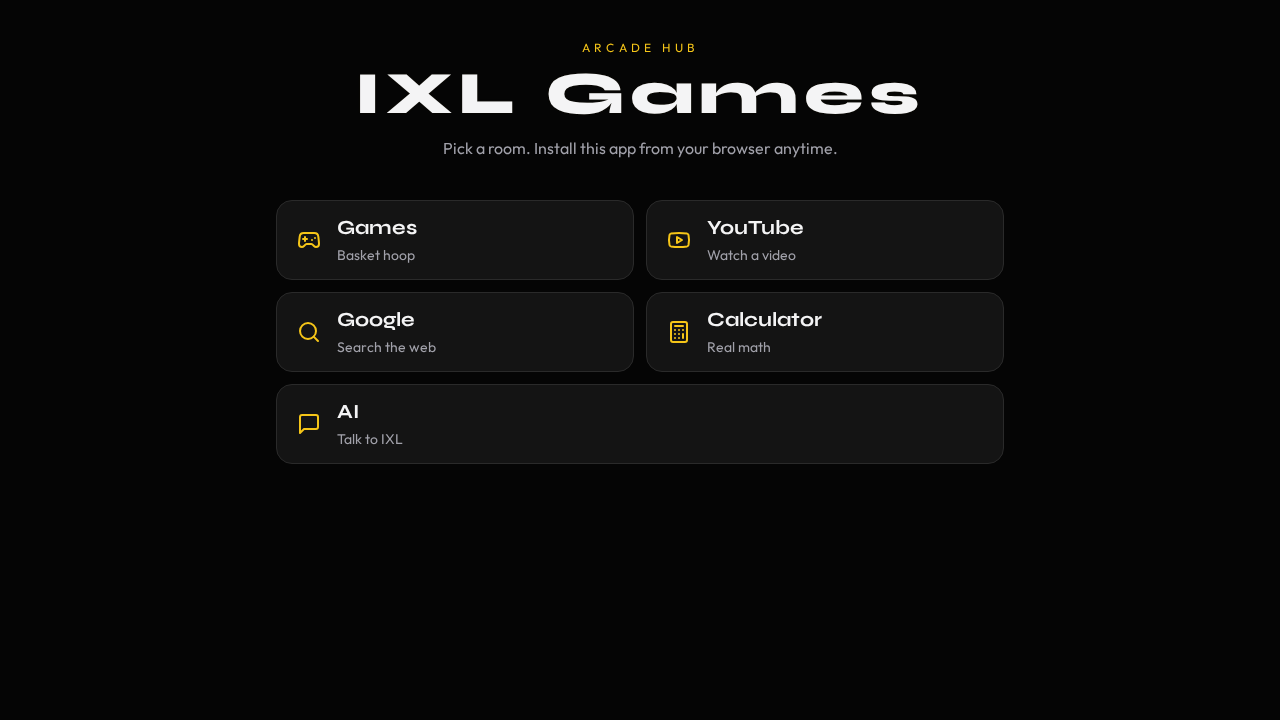 ARCADE HUB
IXL Games
Pick a room. Install this app from your browser anytime.
Games
Basket hoop
YouTube
Watch a video
Google
Search the web
Calculator
Real math
AI
Talk to IXL